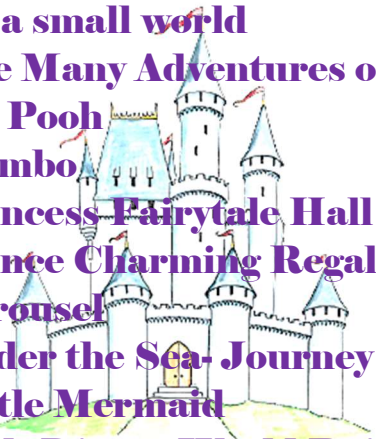 a small world
e Many Adventures o
Pooh
mbo
ncess Fairytale Hall
nce Charming Regal
rousel
der the Sea- Journey
tle Mermaid